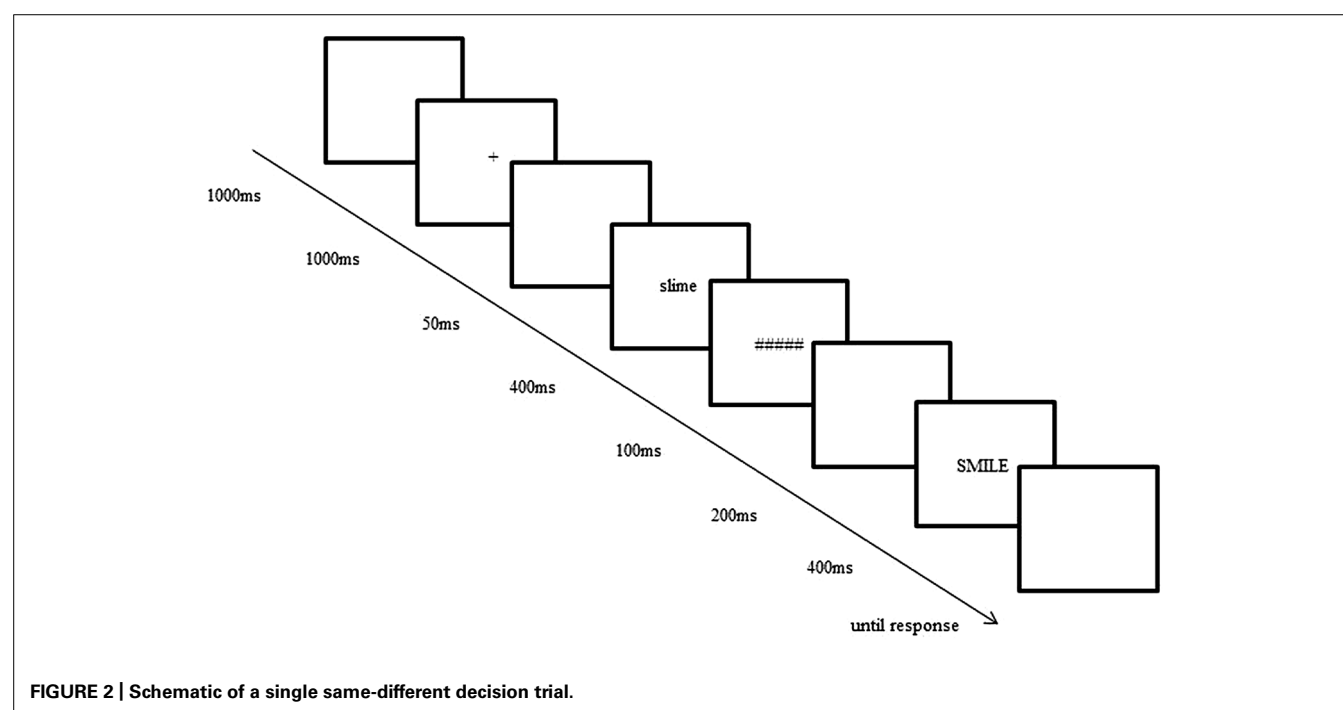 +
1000ms
1000ms
slime
50ms
#####
400ms
100ms
SMILE
200ms
400ms
until response
FIGURE 2 | Schematic of a single same-different decision trial.